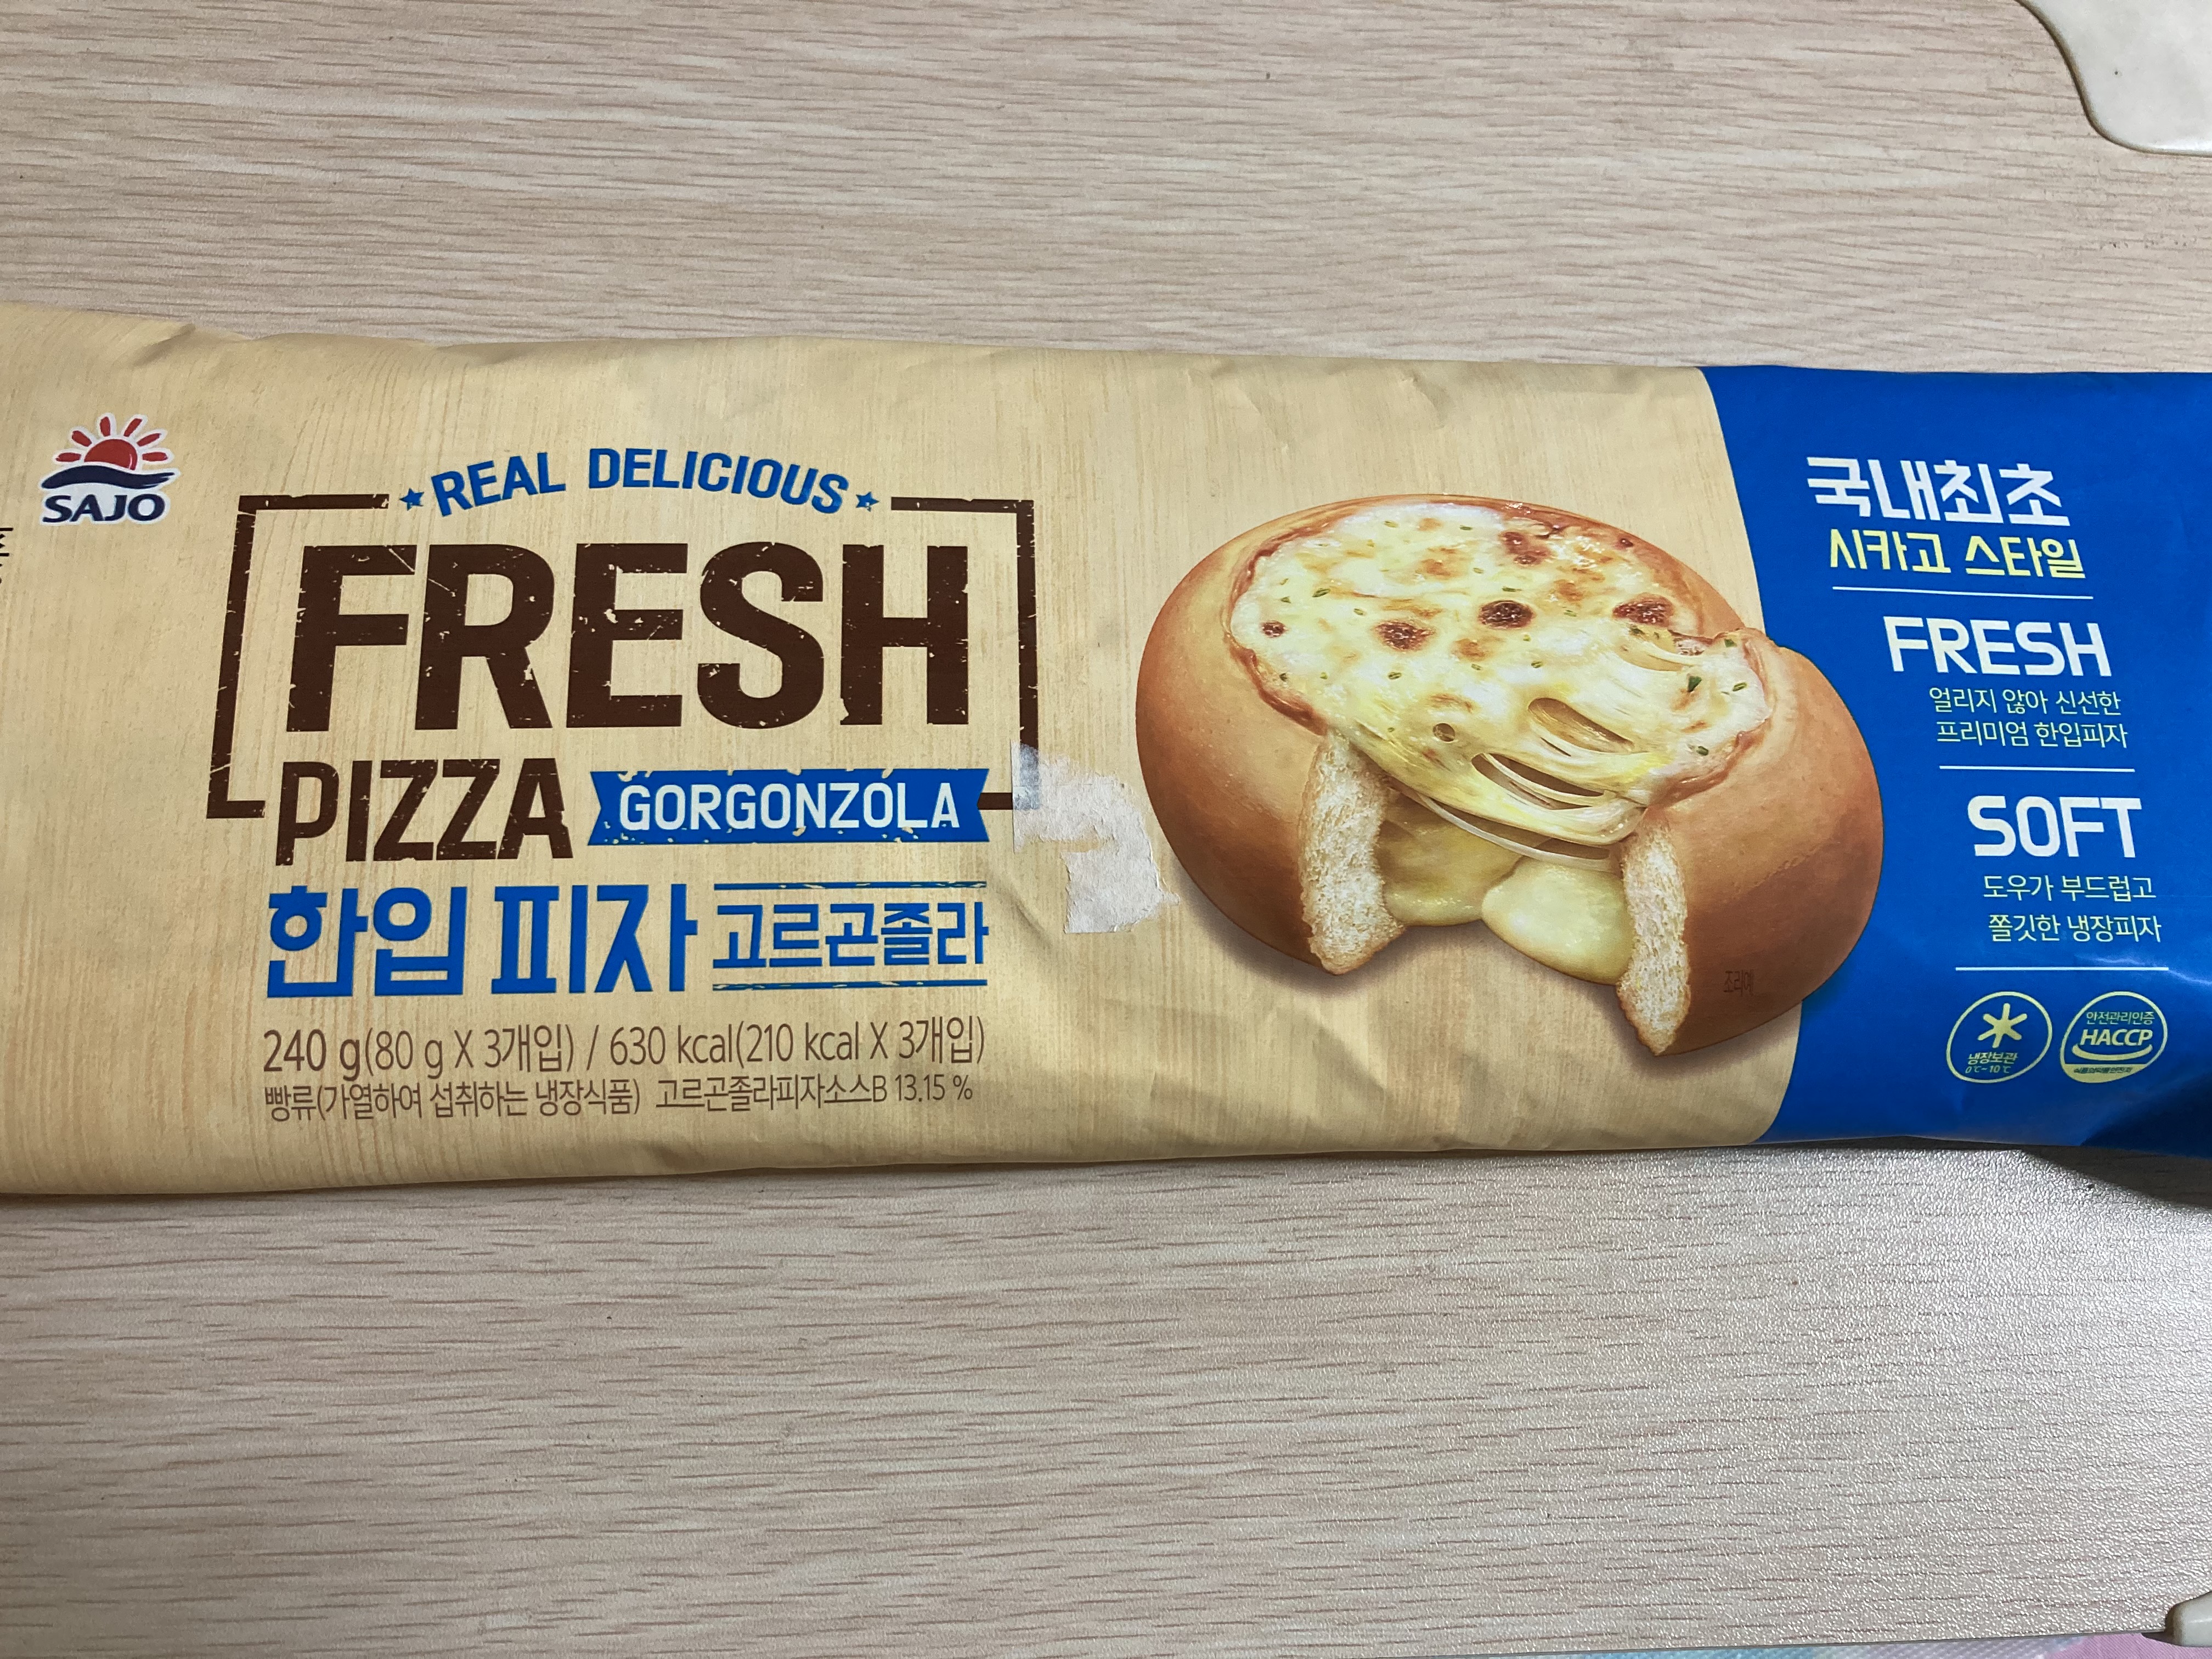 SAJO
REAL DELICIOUS
FRESH
PIZZA GORGONZOLA
한입 피자 고르곤졸라
240 g(80 g X 3개입) / 630 kcal(210 kcal X 3개입)
빵류(가열하여 섭취하는 냉장식품) 고르곤졸라피자소스B 13.15 %
조리예
국내최초
시카고 스타일
FRESH
얼리지 않아 신선한
프리미엄 한입피자
SOFT
도우가 부드럽고
쫄깃한 냉장피자
냉장보관
0℃~10℃
안전관리인증
HACCP